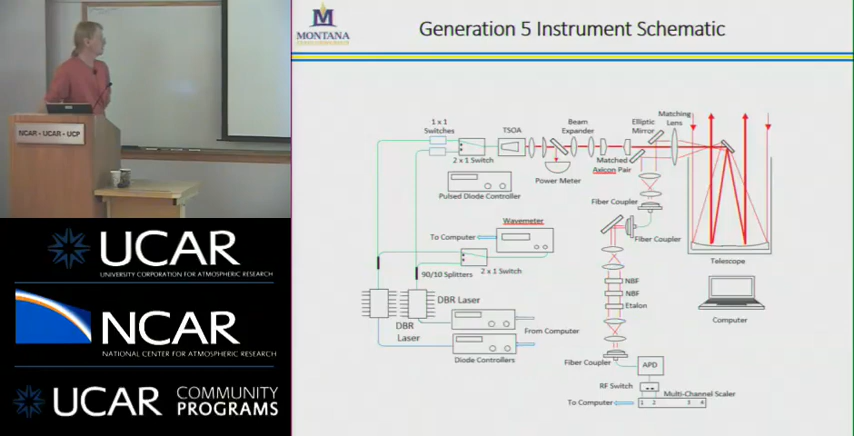 MONTANA
Generation 5 Instrument Schematic
NCAR - UCAR - UCP
UCAR
UNIVERSITY CORPORATION FOR ATMOSPHERIC RESEARCH
NCAR
NATIONAL CENTER FOR ATMOSPHERIC RESEARCH
UCAR
COMMUNITY
PROGRAMS
1 x 1
Switches
2 x 1 Switch
TSOA
Beam
Expander
Elliptic
Mirror
Matching
Lens
Power Meter
Matched
Axicon Pair
Pulsed Diode Controller
Fiber Coupler
Fiber Coupler
Wavemeter
To Computer
90/10 Splitters
2 x 1 Switch
Telescope
NBF
NBF
Etalon
Computer
DBR Laser
DBR
Laser
From Computer
Diode Controllers
Fiber Coupler
APD
RF Switch
Multi-Channel Scaler
To Computer
1 2 3 4